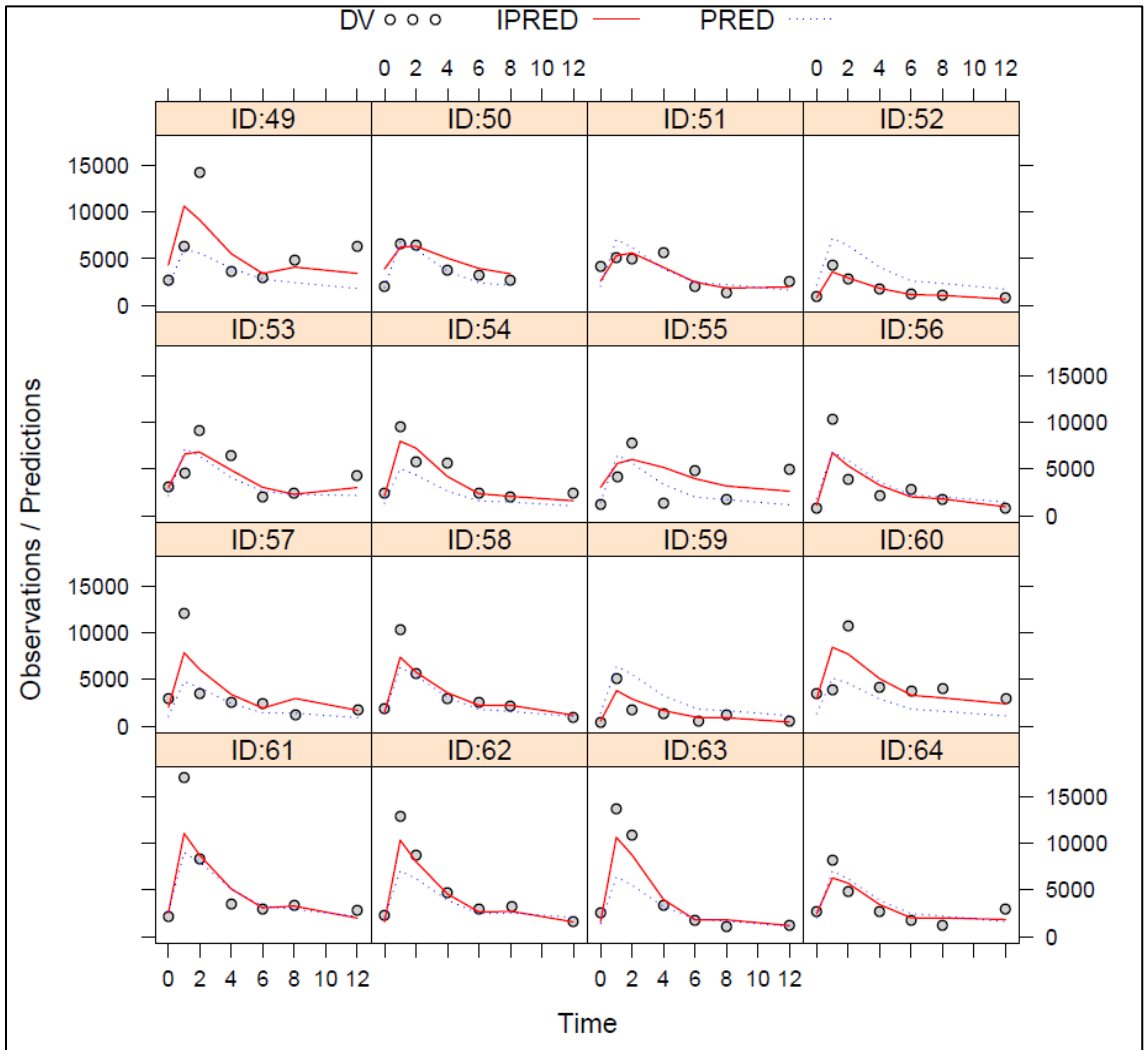 DV IPRED PRED
0 2 4 6 8 10 12 0 2 4 6 8 10 12
ID:49 ID:50 ID:51 ID:52
15000
10000
5000
0
ID:53 ID:54 ID:55 ID:56
15000
10000
5000
0
ID:57 ID:58 ID:59 ID:60
15000
10000
5000
0
ID:61 ID:62 ID:63 ID:64
15000
10000
5000
0
0 2 4 6 8 10 12 0 2 4 6 8 10 12
Time
Observations / Predictions